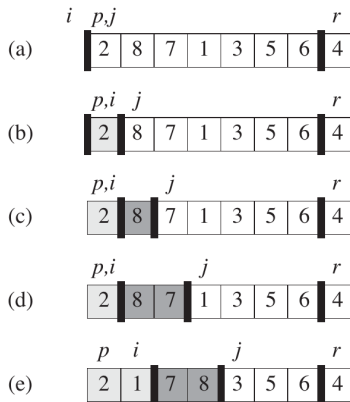 i p,j r
(a) 2 8 7 1 3 5 6 4
p,i j r
(b) 2 8 7 1 3 5 6 4
p,i j r
(c) 2 8 7 1 3 5 6 4
p,i j r
(d) 2 8 7 1 3 5 6 4
p i j r
(e) 2 1 7 8 3 5 6 4